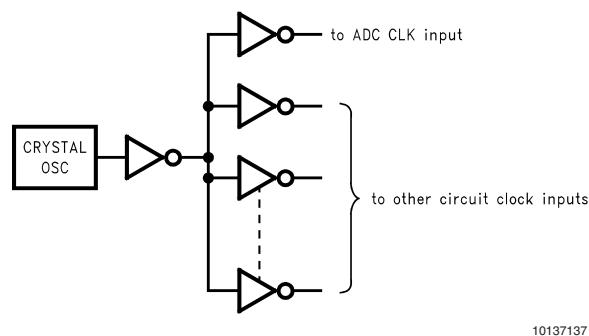 to ADC CLK input
CRYSTAL
OSC
to other circuit clock inputs
10137137